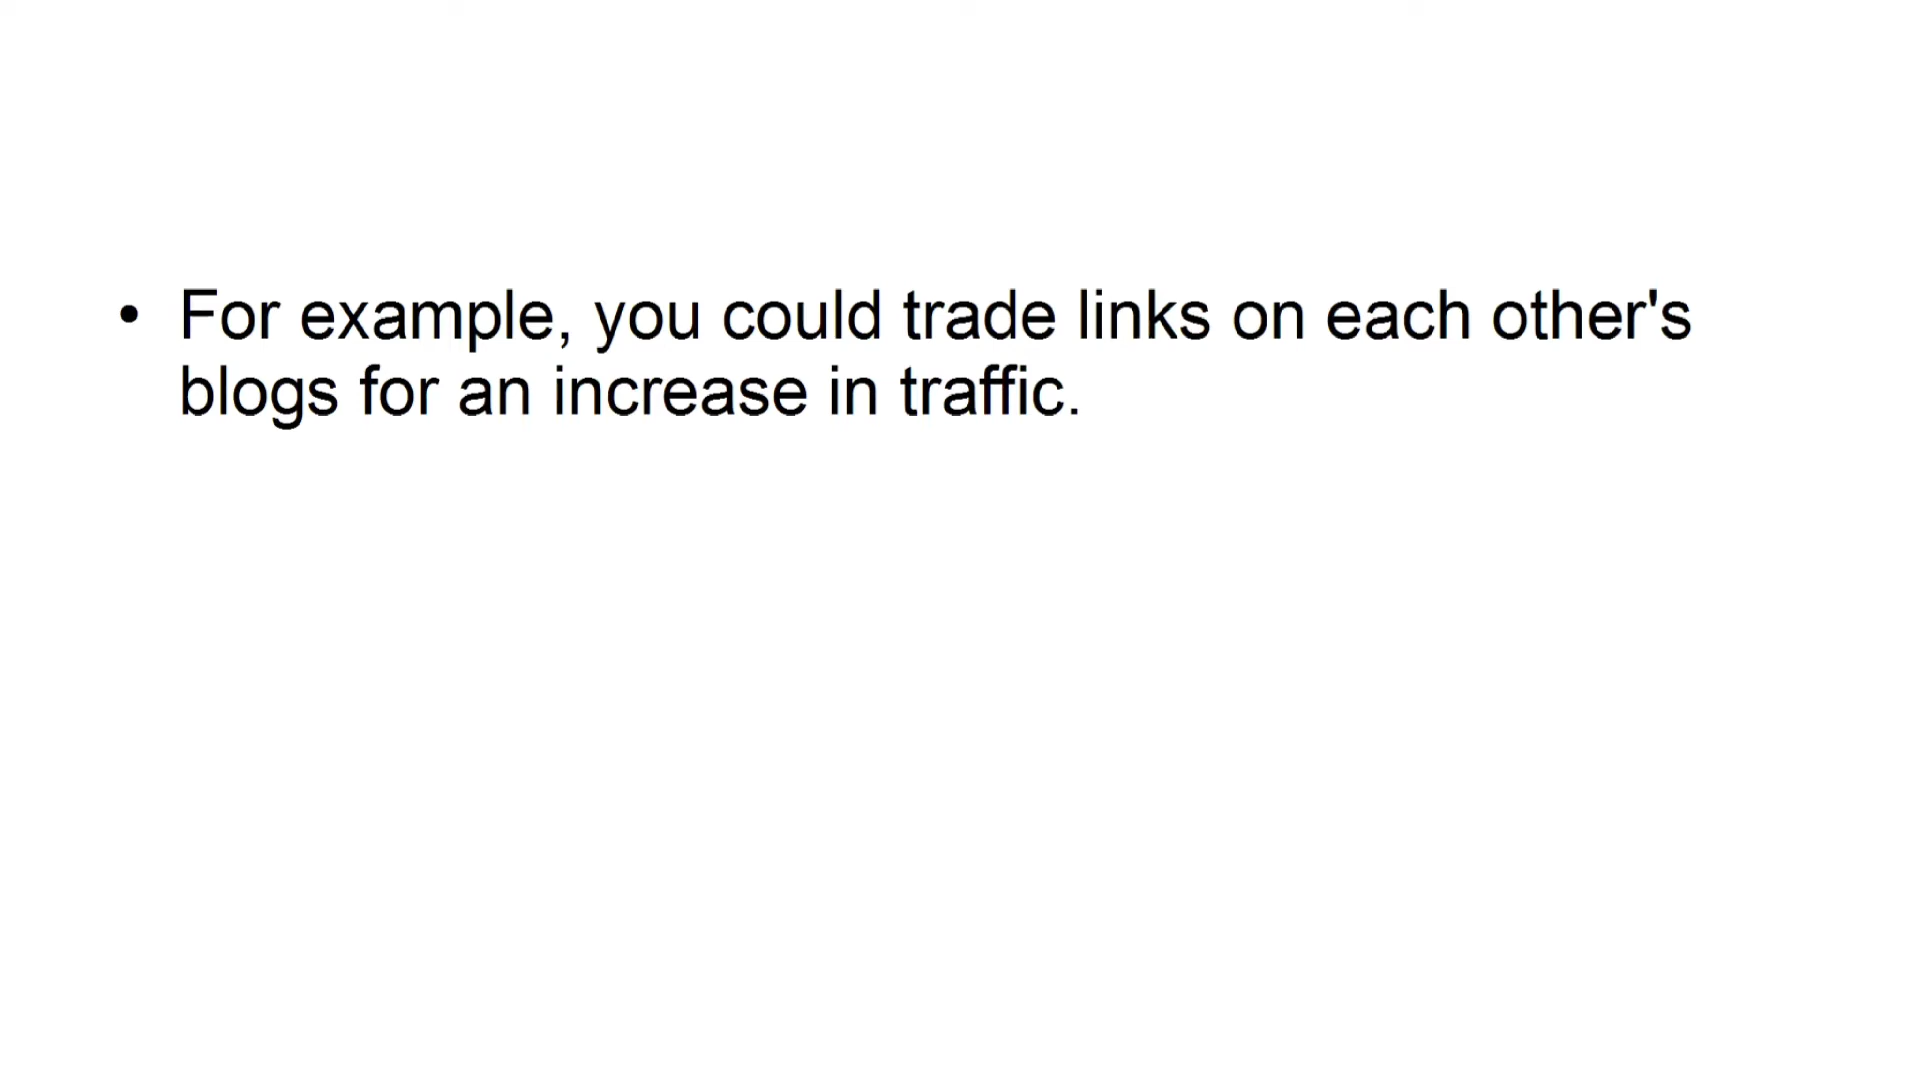 • For example, you could trade links on each other's
blogs for an increase in traffic.